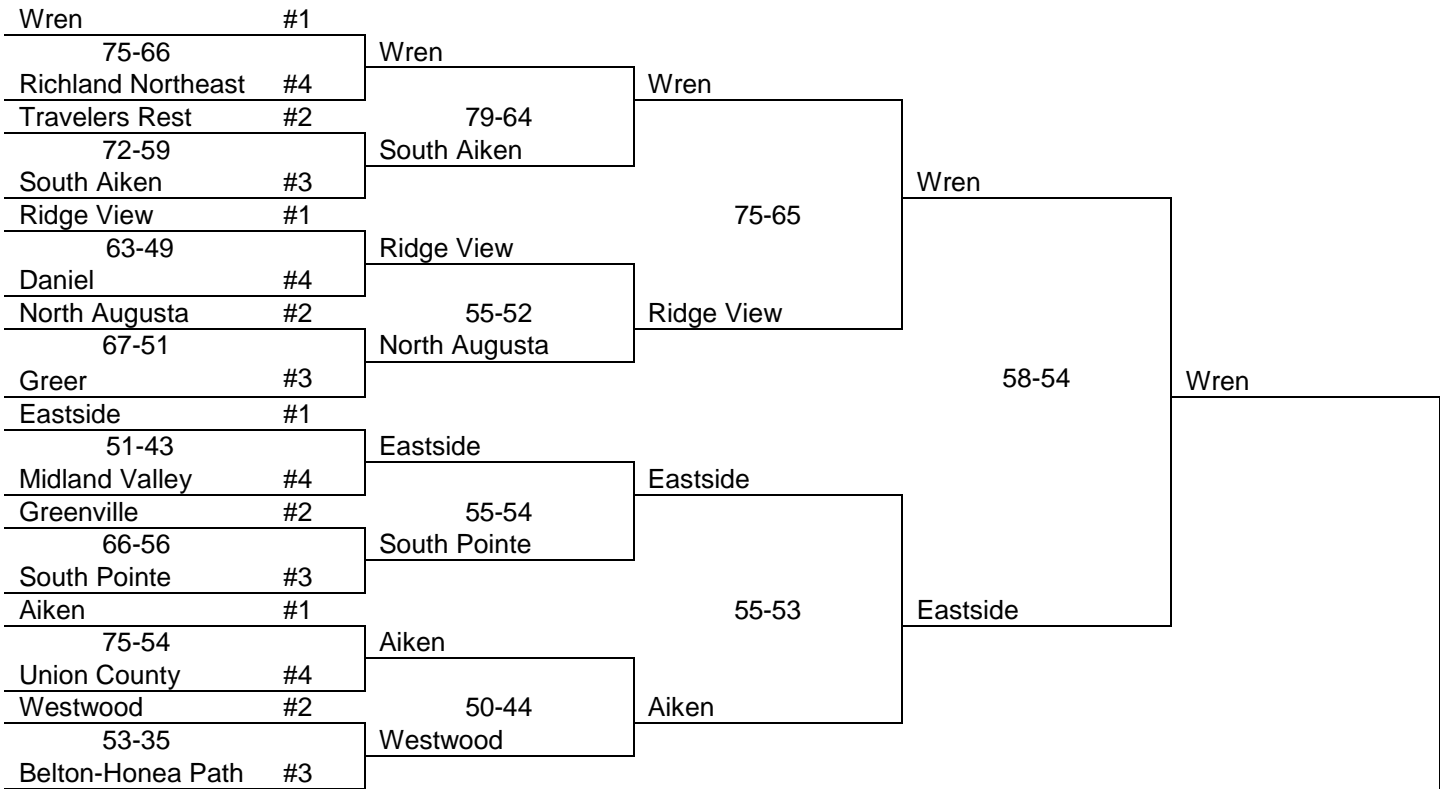 Wren #1
75-66 Wren
Richland Northeast #4 Wren
Travelers Rest #2 79-64
72-59 South Aiken
South Aiken #3 Wren
Ridge View #1 75-65
63-49 Ridge View
Daniel #4
North Augusta #2 55-52 Ridge View
67-51 North Augusta
Greer #3 58-54 Wren
Eastside #1
51-43 Eastside
Midland Valley #4 Eastside
Greenville #2 55-54
66-56 South Pointe
South Pointe #3
Aiken #1 55-53 Eastside
75-54 Aiken
Union County #4
Westwood #2 50-44 Aiken
53-35 Westwood
Belton-Honea Path #3